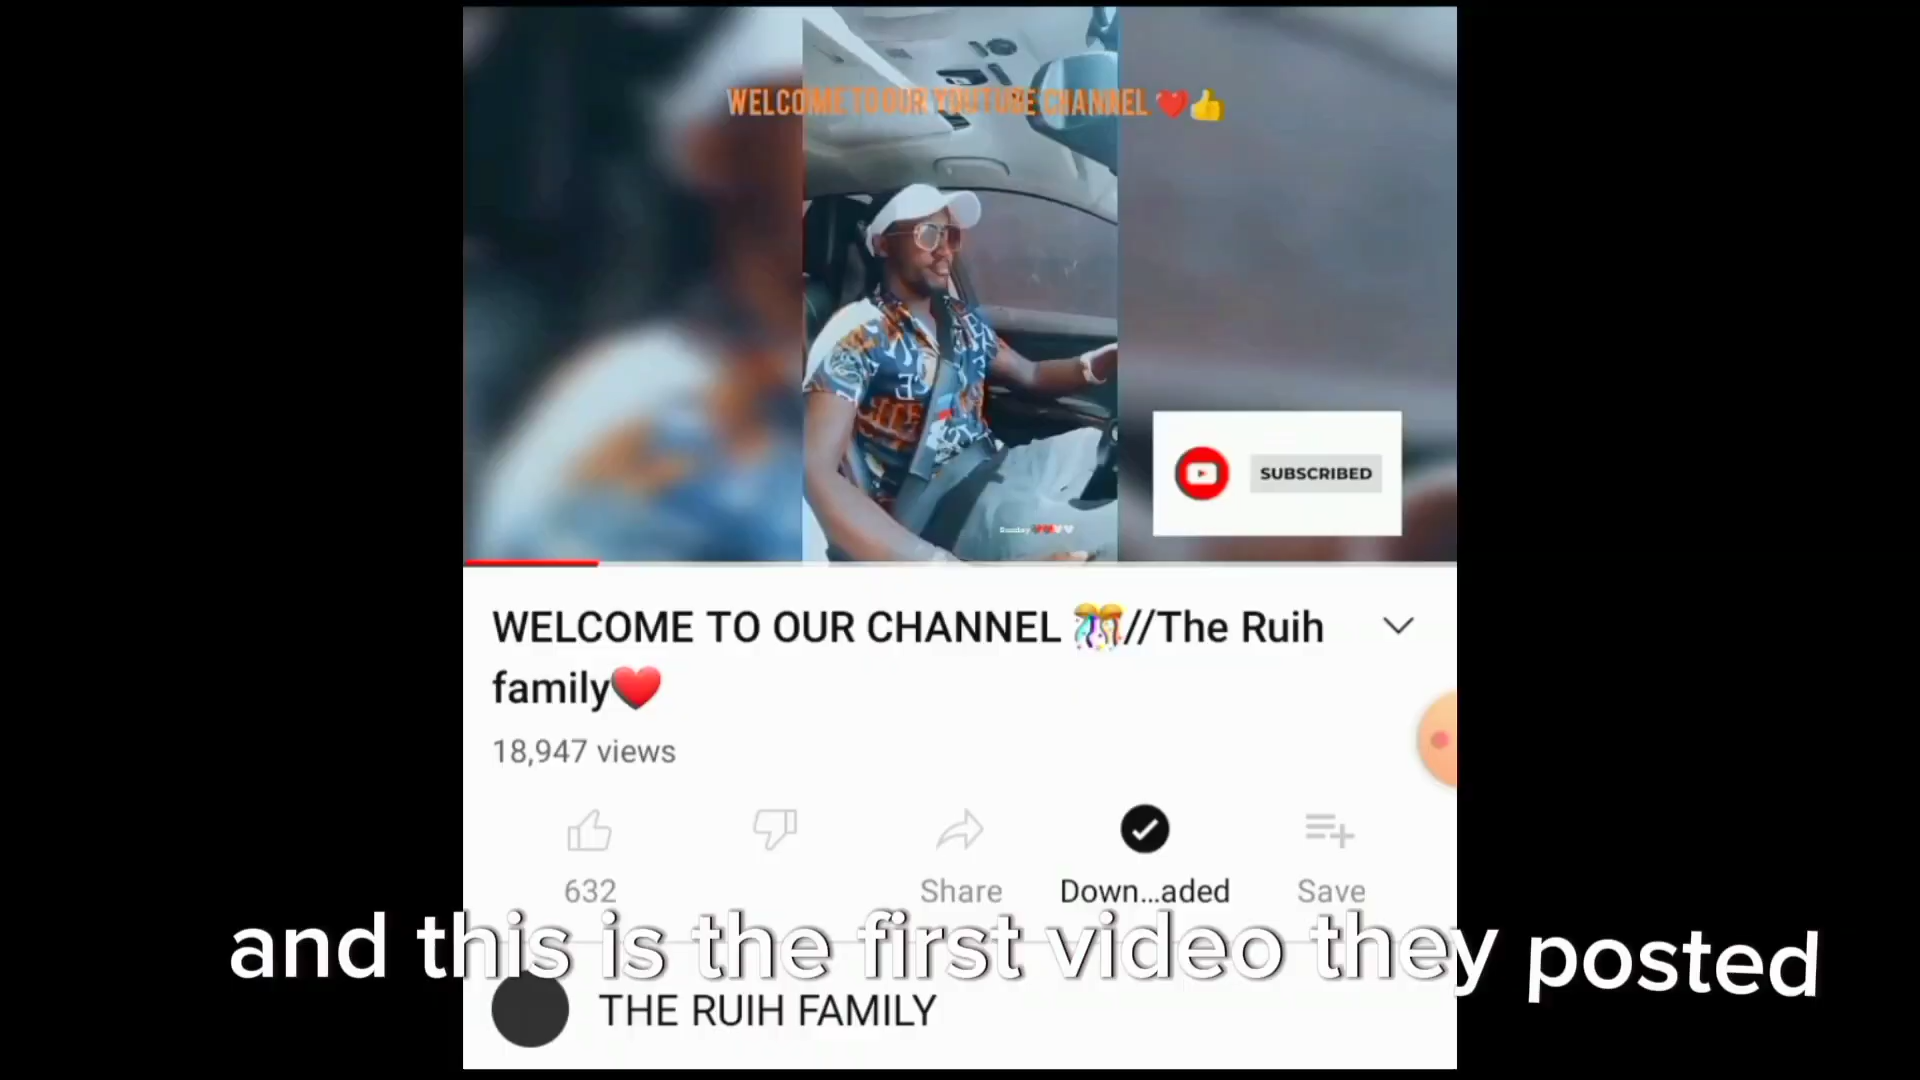 WELCOME TO OUR YOUTUBE CHANNEL ❤️👍
Sunday ❤️❤️🤍🤍
SUBSCRIBED
WELCOME TO OUR CHANNEL 🎊//The Ruih
family❤️
18,947 views
632
Share
Down...aded
Save
and this is the first video they posted
THE RUIH FAMILY